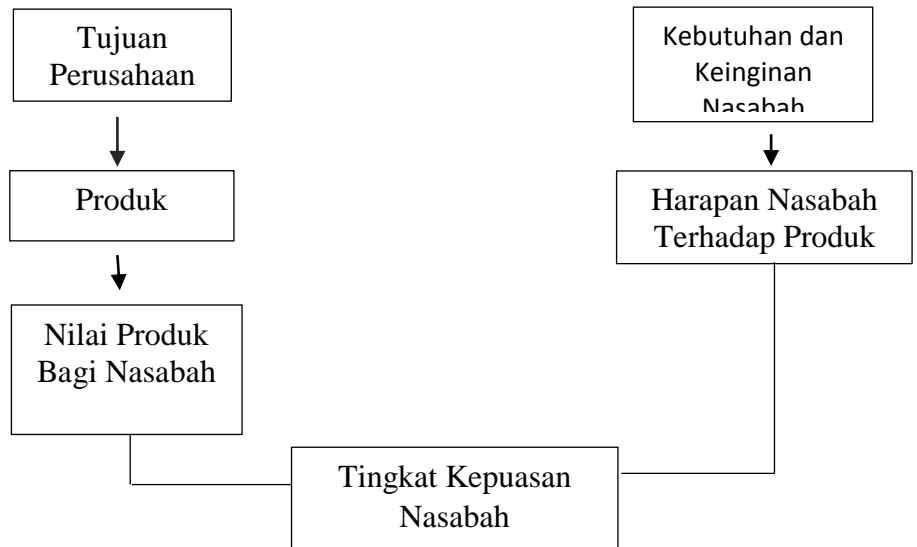 Tujuan
Perusahaan
Kebutuhan dan
Keinginan
Nasabah
Produk
Harapan Nasabah
Terhadap Produk
Nilai Produk
Bagi Nasabah
Tingkat Kepuasan
Nasabah